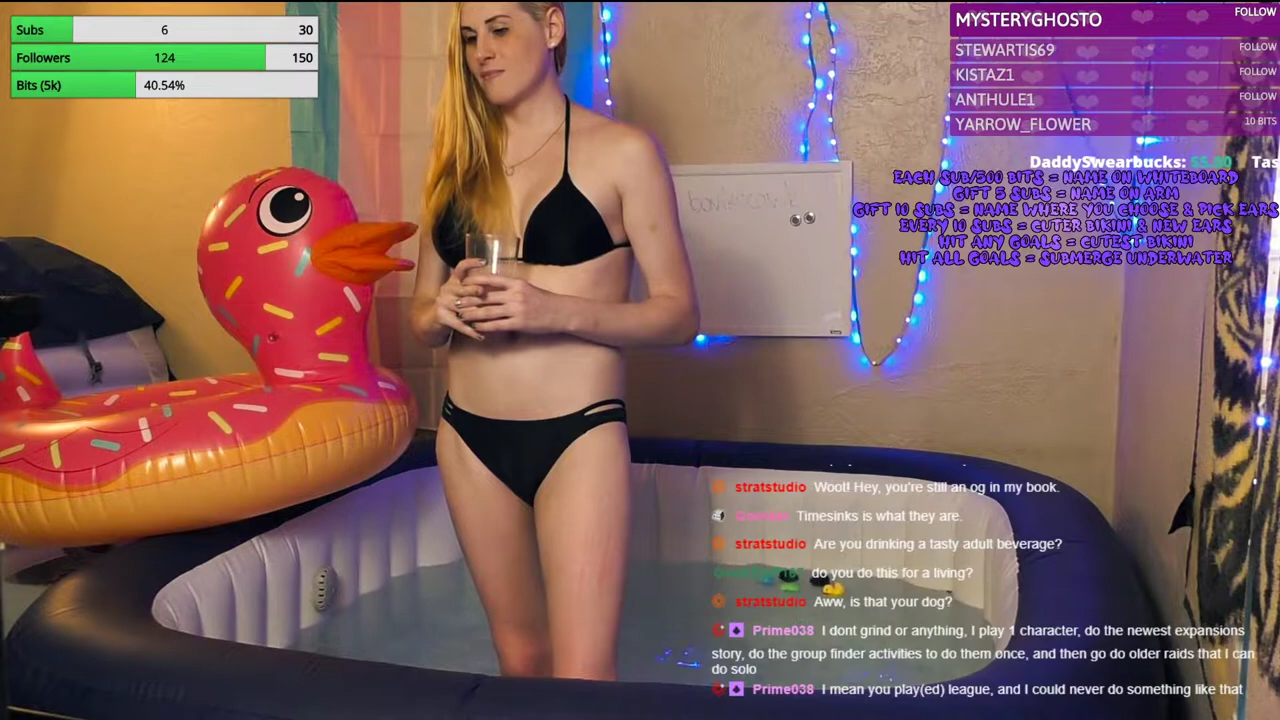 Subs 6 30
Followers 124 150
Bits (5k) 40.54%
MYSTERYGHOSTO FOLLOW
STEWARTIS69 FOLLOW
KISTAZ1 FOLLOW
ANTHULE1 FOLLOW
YARROW_FLOWER 10 BITS
DaddySwearbucks: $5.00 Tas
EACH SUB/500 BITS = NAME ON WHITEBOARD
GIFT 5 SUBS = NAME ON ARM
GIFT 10 SUBS = NAME WHERE YOU CHOOSE & PICK EARS
EVERY 10 SUBS = CUTER BIKINI & NEW EARS
HIT ANY GOALS = CUTEST BIKINI
HIT ALL GOALS = SUBMERGE UNDERWATER
stratstudio Woot! Hey, you're still an og in my book.
Timesinks is what they are.
stratstudio Are you drinking a tasty adult beverage?
do you do this for a living?
stratstudio Aww, is that your dog?
Prime038 I dont grind or anything, I play 1 character, do the newest expansions
story, do the group finder activities to do them once, and then go do older raids that I can
do solo
Prime038 I mean you play(ed) league, and I could never do something like that